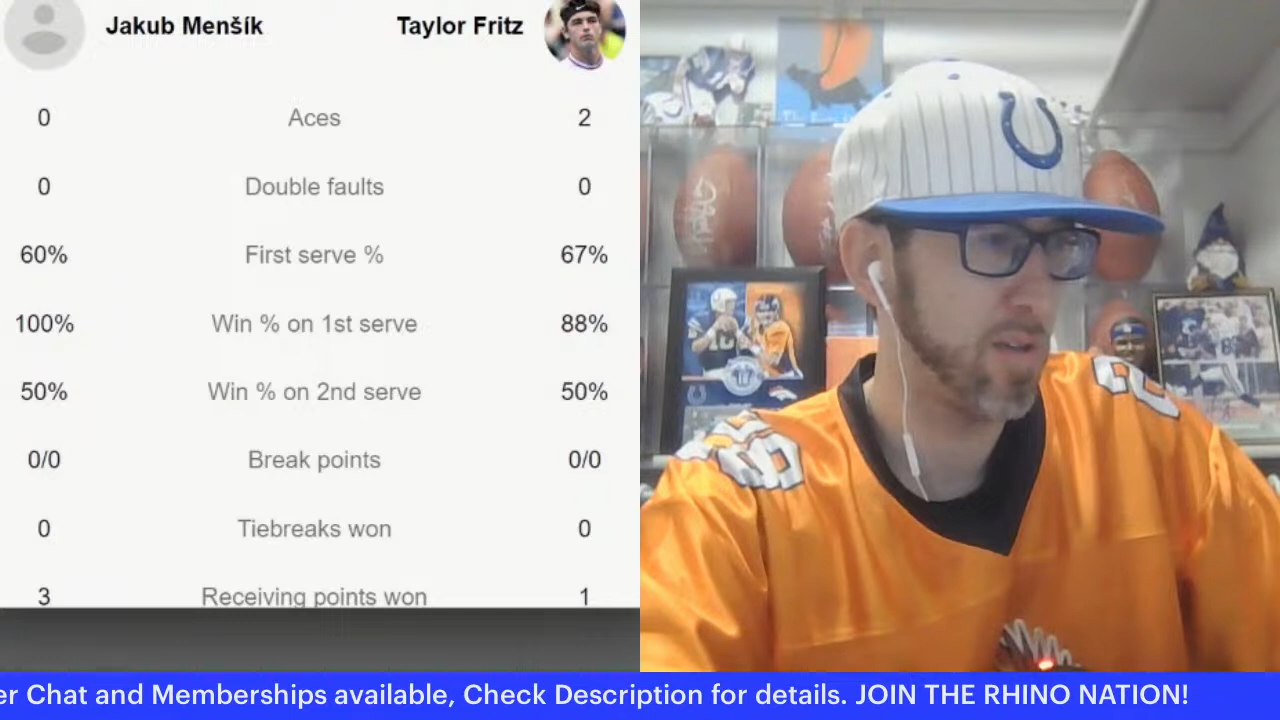 Jakub Menšík Taylor Fritz
0 Aces 2
0 Double faults 0
60% First serve % 67%
100% Win % on 1st serve 88%
50% Win % on 2nd serve 50%
0/0 Break points 0/0
0 Tiebreaks won 0
3 Receiving points won 1
er Chat and Memberships available, Check Description for details. JOIN THE RHINO NATION!